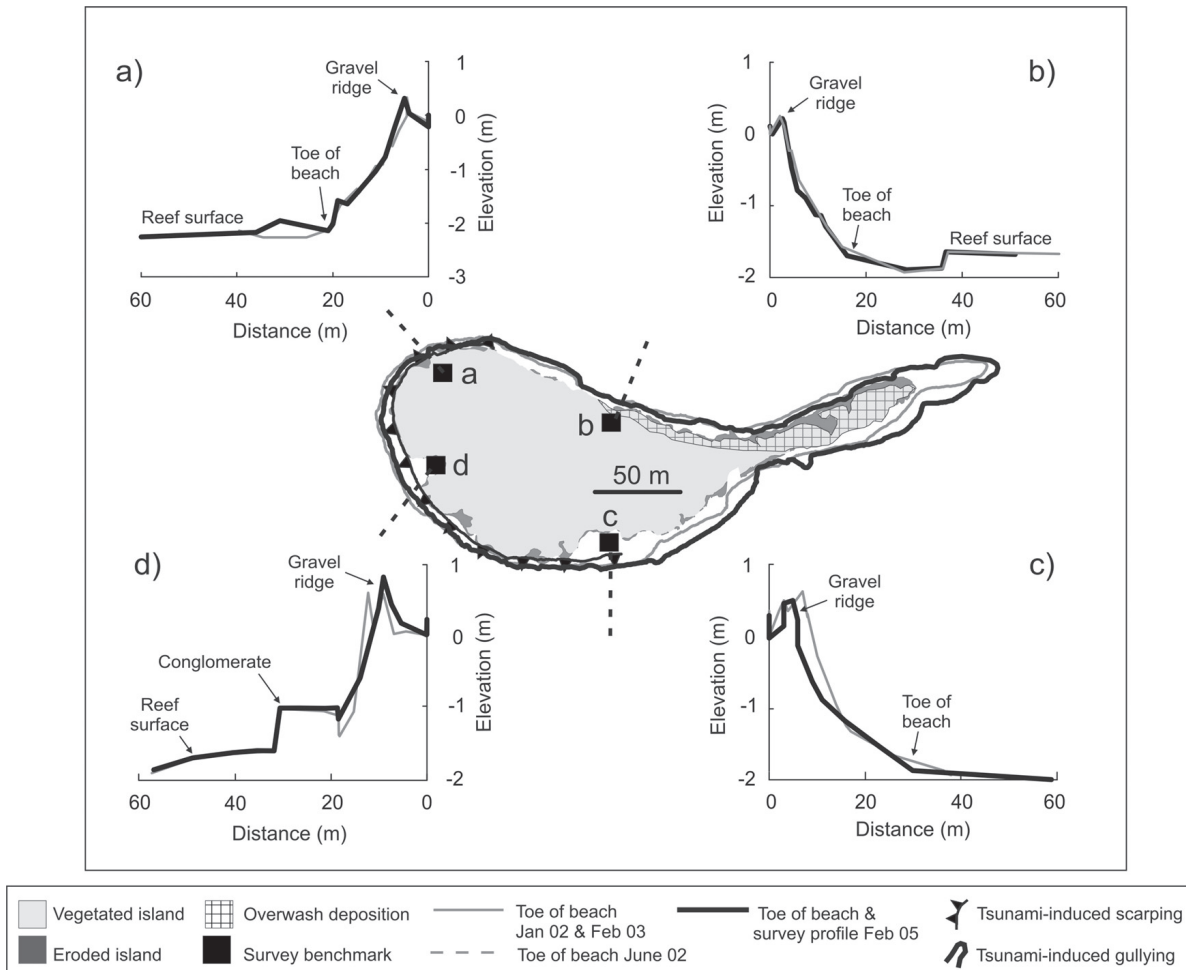 a)
Gravel
ridge
Toe of
beach
Reef surface
1
0
-1
-2
-3
Elevation (m)
60
40
20
0
Distance (m)
b)
Gravel
ridge
Toe of
beach
Reef surface
1
0
-1
-2
Elevation (m)
0
20
40
60
Distance (m)
a
b
d
50 m
c
d)
Gravel
ridge
Conglomerate
Reef
surface
1
0
-1
-2
Elevation (m)
60
40
20
0
Distance (m)
c)
Gravel
ridge
Toe of
beach
1
0
-1
-2
Elevation (m)
0
20
40
60
Distance (m)
Vegetated island
Eroded island
Overwash deposition
Survey benchmark
Toe of beach
Jan 02 & Feb 03
Toe of beach June 02
Toe of beach &
survey profile Feb 05
Tsunami-induced scarping
Tsunami-induced gullying